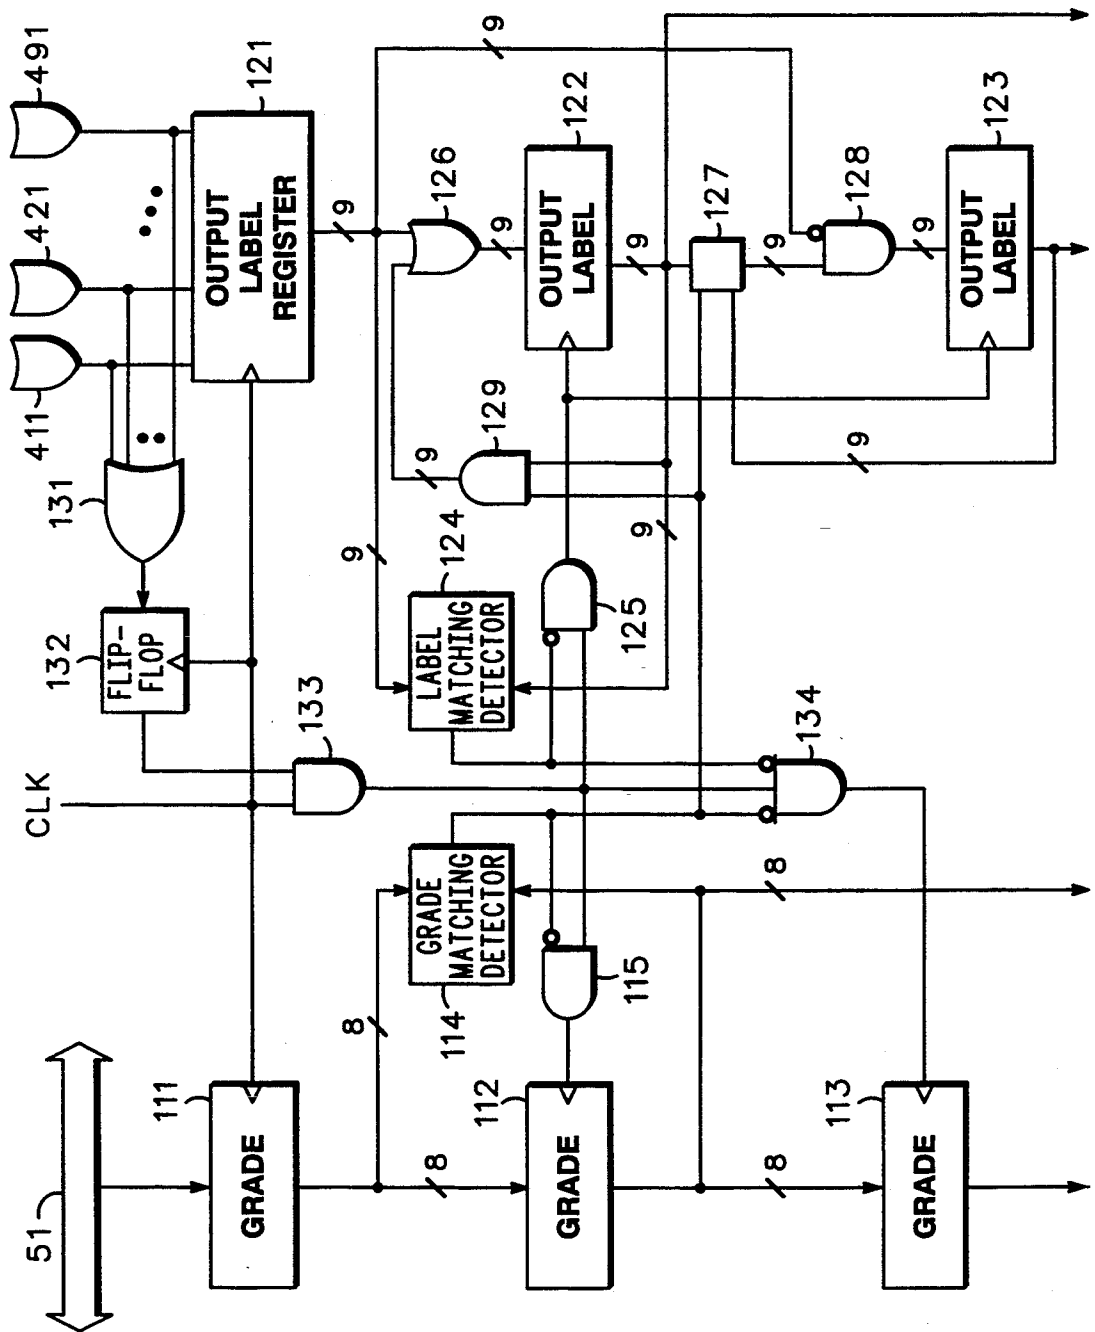 51
CLK
411
421
491
131
132
FLIP-
FLOP
133
111
GRADE
OUTPUT
LABEL
REGISTER
121
9
9
8
8
9
GRADE
MATCHING
DETECTOR
114
LABEL
MATCHING
DETECTOR
124
126
9
9
129
112
GRADE
115
125
OUTPUT
LABEL
122
9
9
8
8
134
127
9
128
9
9
113
GRADE
OUTPUT
LABEL
123